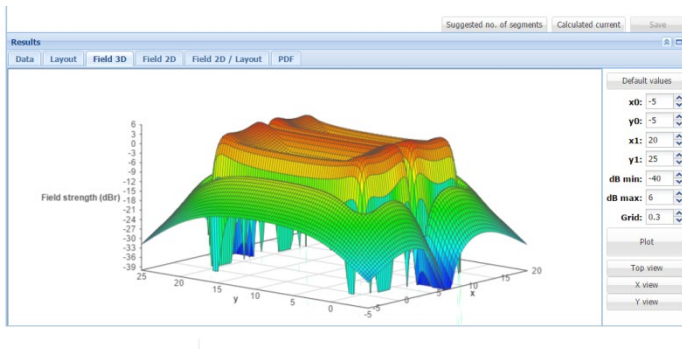 Suggested no. of segments Calculated current Save
Results
Data Layout Field 3D Field 2D Field 2D / Layout PDF
Default values
x0: -5
y0: -5
x1: 20
y1: 25
dB min: -40
dB max: 6
Grid: 0.3
Plot
Top view
X view
Y view
6
3
0
-3
-6
-9
-12
-15
Field strength (dBr) -18
-21
-24
-27
-30
-33
-36
-39
25 20 15 10 5 0 -5
y
-5 0 5 10 15 20
x